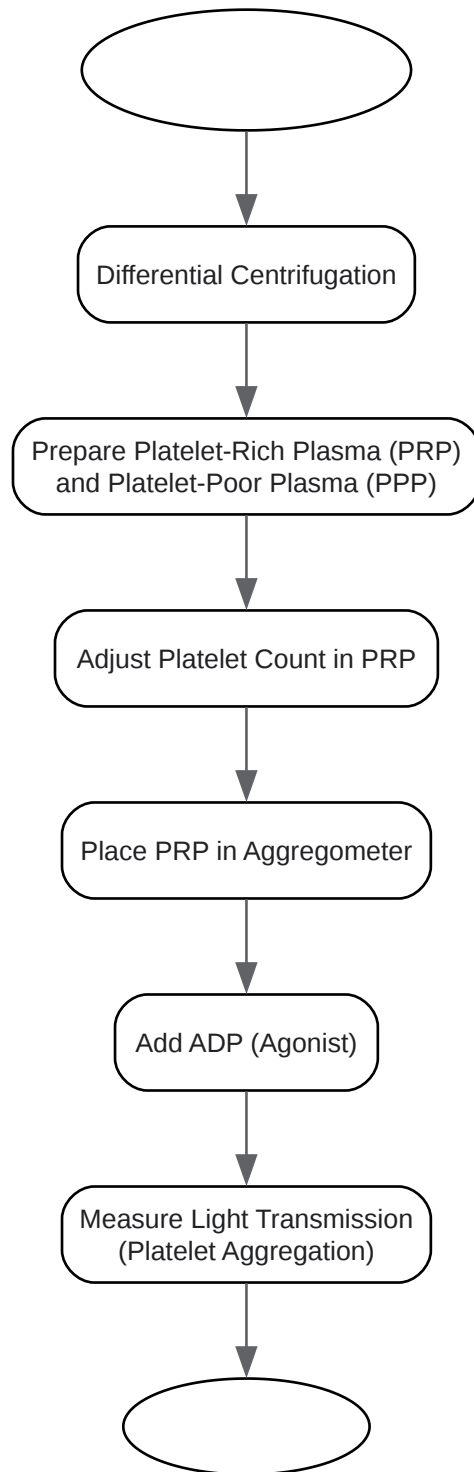 Differential Centrifugation
Prepare Platelet-Rich Plasma (PRP)
and Platelet-Poor Plasma (PPP)
Adjust Platelet Count in PRP
Place PRP in Aggregometer
Add ADP (Agonist)
Measure Light Transmission
(Platelet Aggregation)